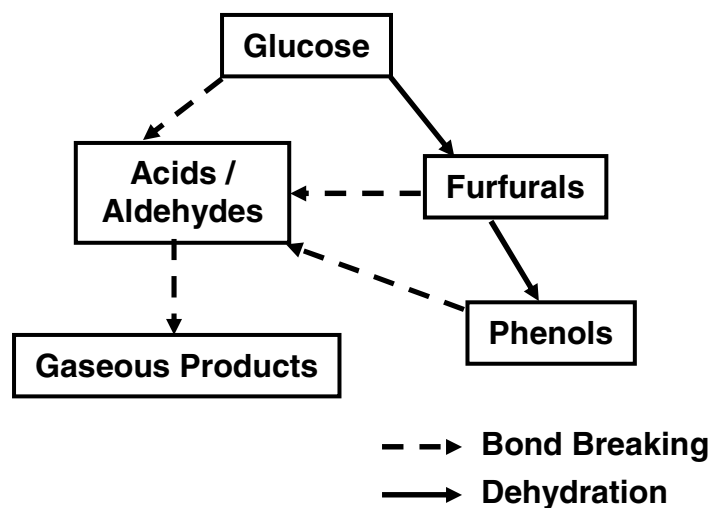 Glucose
Acids /
Aldehydes
Furfurals
Phenols
Gaseous Products
Bond Breaking
Dehydration